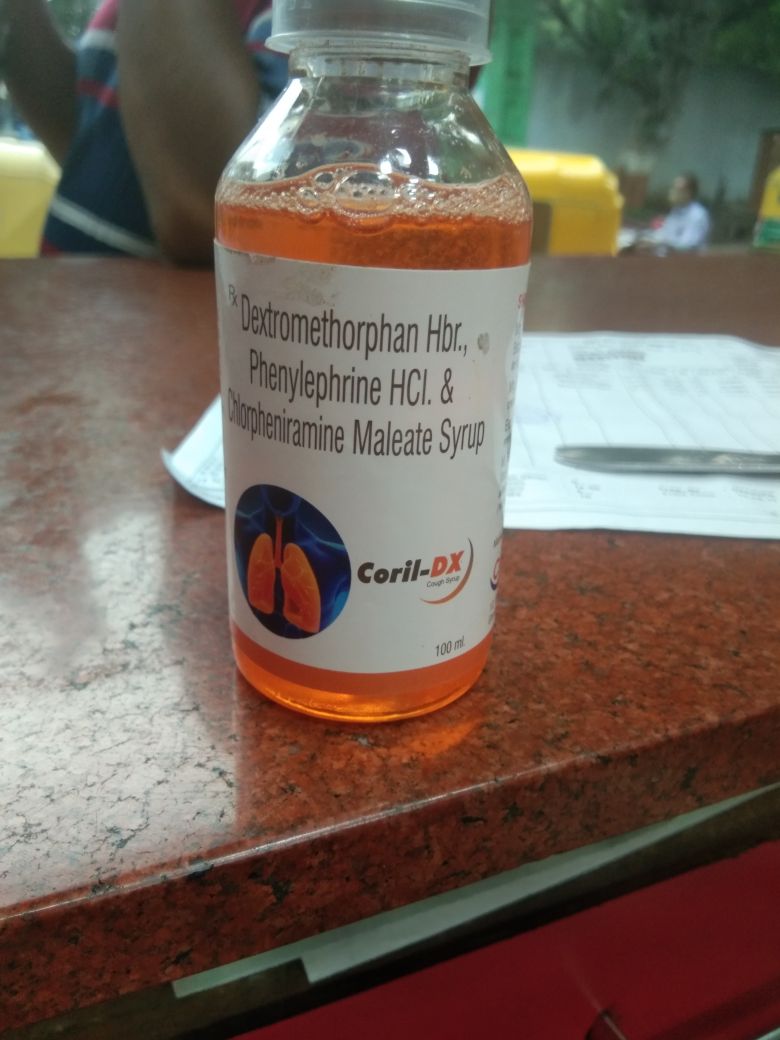 Rx
Dextromethorphan Hbr.,
Phenylephrine HCl. &
Chlorpheniramine Maleate Syrup
Coril-DX
Cough Syrup
100 ml.